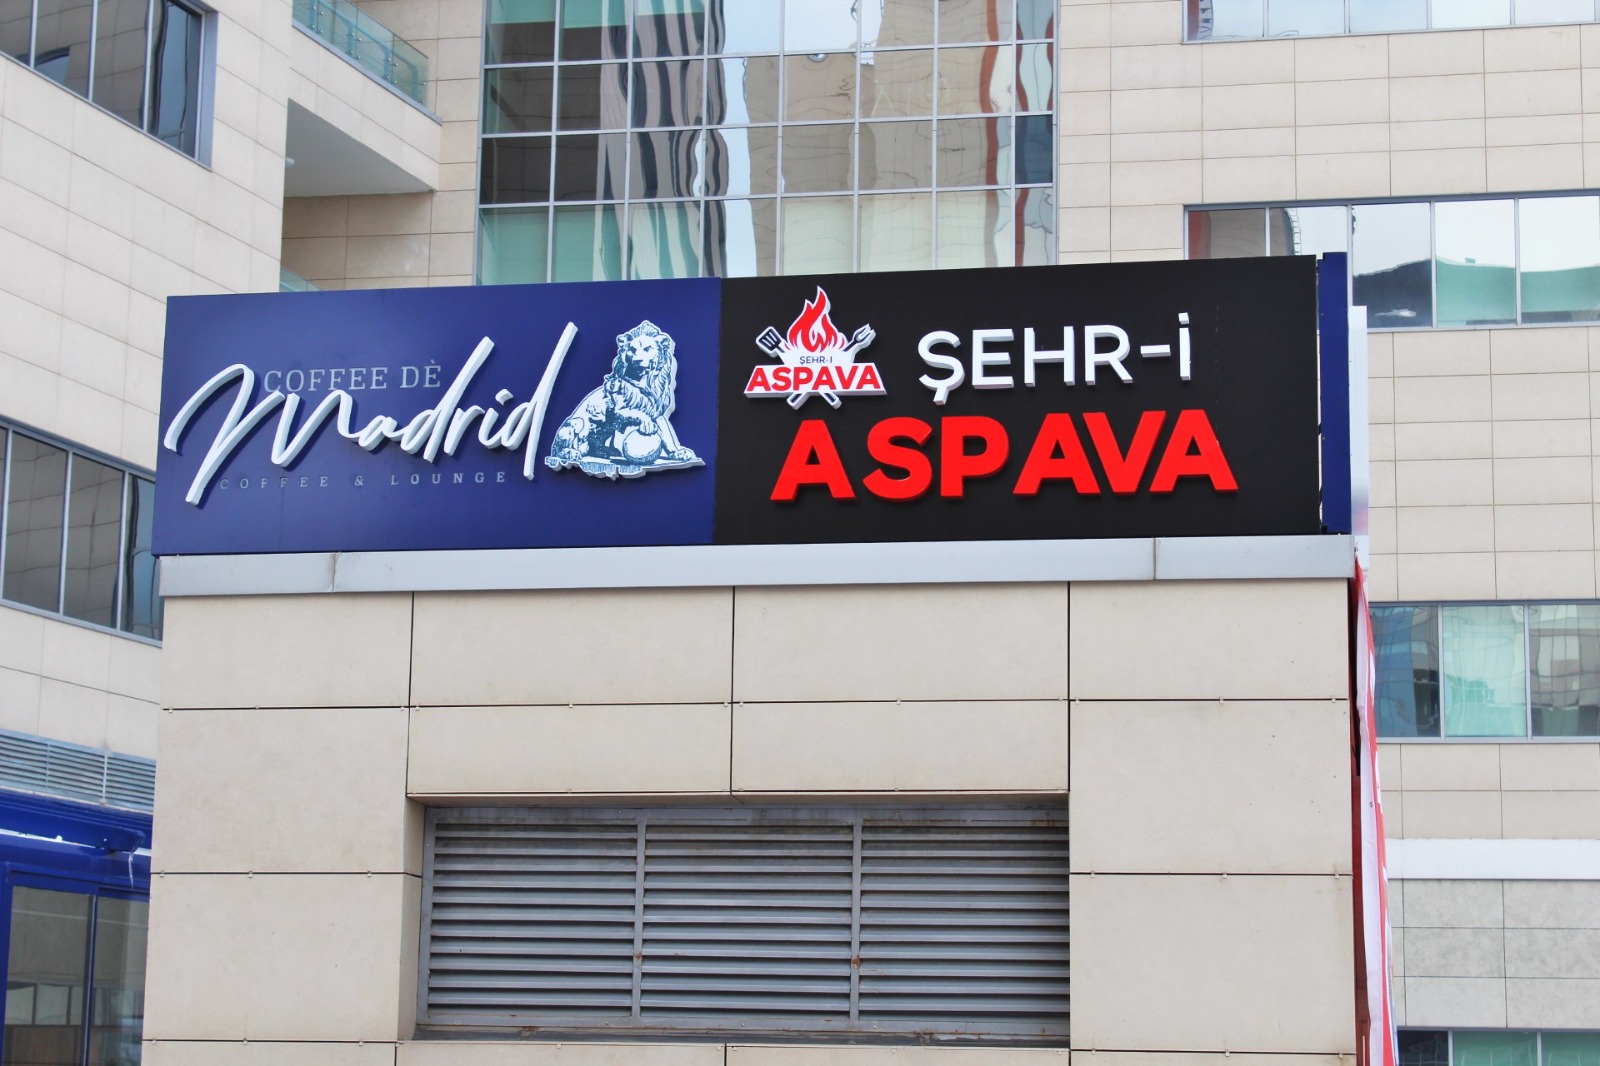 COFFEE DÈ
Madrid
COFFEE & LOUNGE
ŞEHR-İ
ASPAVA
ŞEHR-İ
ASPAVA